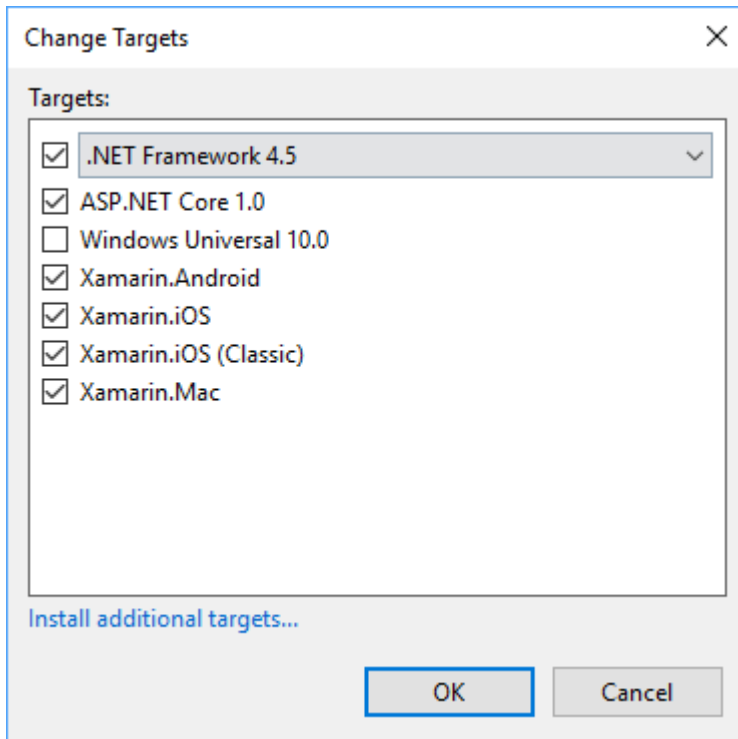 Change Targets
Targets:
.NET Framework 4.5
ASP.NET Core 1.0
Windows Universal 10.0
Xamarin.Android
Xamarin.iOS
Xamarin.iOS (Classic)
Xamarin.Mac
Install additional targets...
OK Cancel